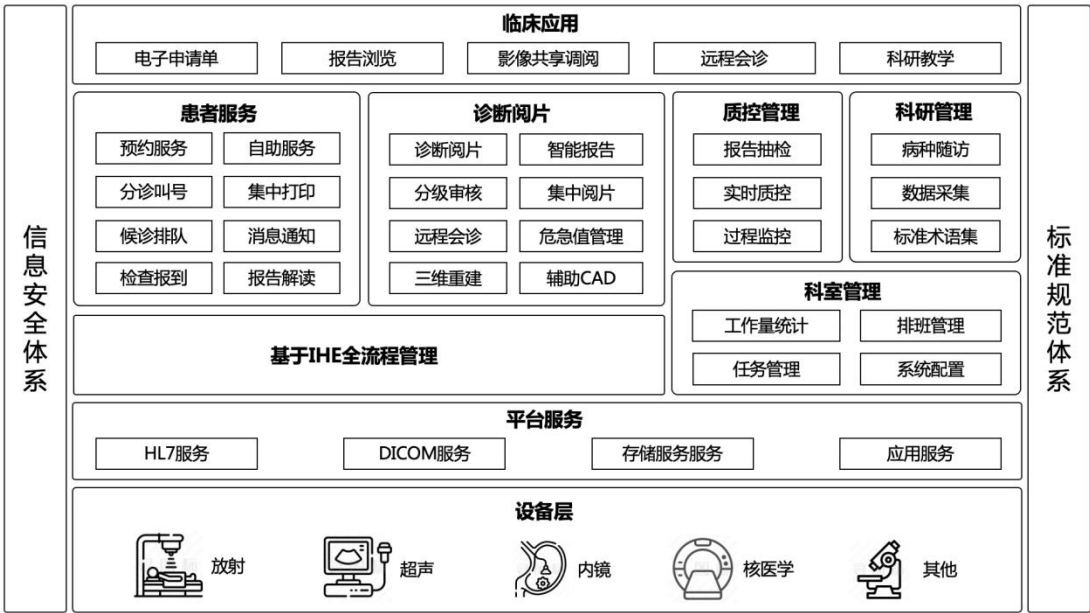 临床应用
电子申请单 报告浏览 影像共享调阅 远程会诊 科研教学
患者服务
预约服务 自助服务
分诊叫号 集中打印
候诊排队 消息通知
检查报到 报告解读
诊断阅片
诊断阅片 智能报告
分级审核 集中阅片
远程会诊 危急值管理
三维重建 辅助CAD
质控管理
报告抽检
实时质控
过程监控
科研管理
病种随访
数据采集
标准术语集
基于IHE全流程管理
科室管理
工作量统计 排班管理
任务管理 系统配置
平台服务
HL7服务 DICOM服务 存储服务服务 应用服务
设备层
放射 超声 内镜 核医学 其他
信息安全体系
标准规范体系